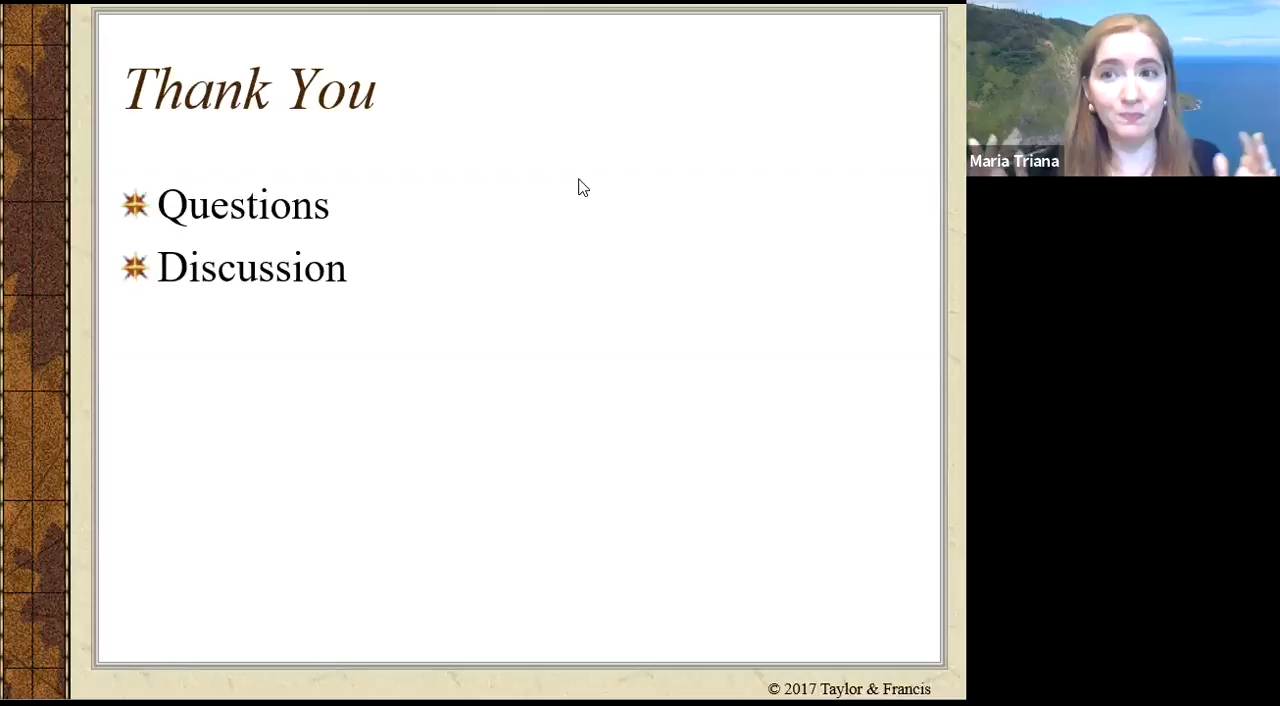 Thank You
Questions
Discussion
© 2017 Taylor & Francis
Maria Triana